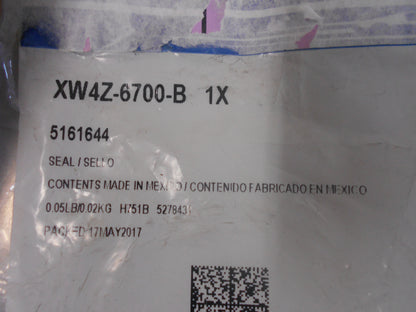 XW4Z-6700-B 1X
5161644
SEAL / SELLO
CONTENTS MADE IN MEXICO / CONTENIDO FABRICADO EN MEXICO
0.05LB/0.02KG H751B 5278431
PACKED 17MAY2017